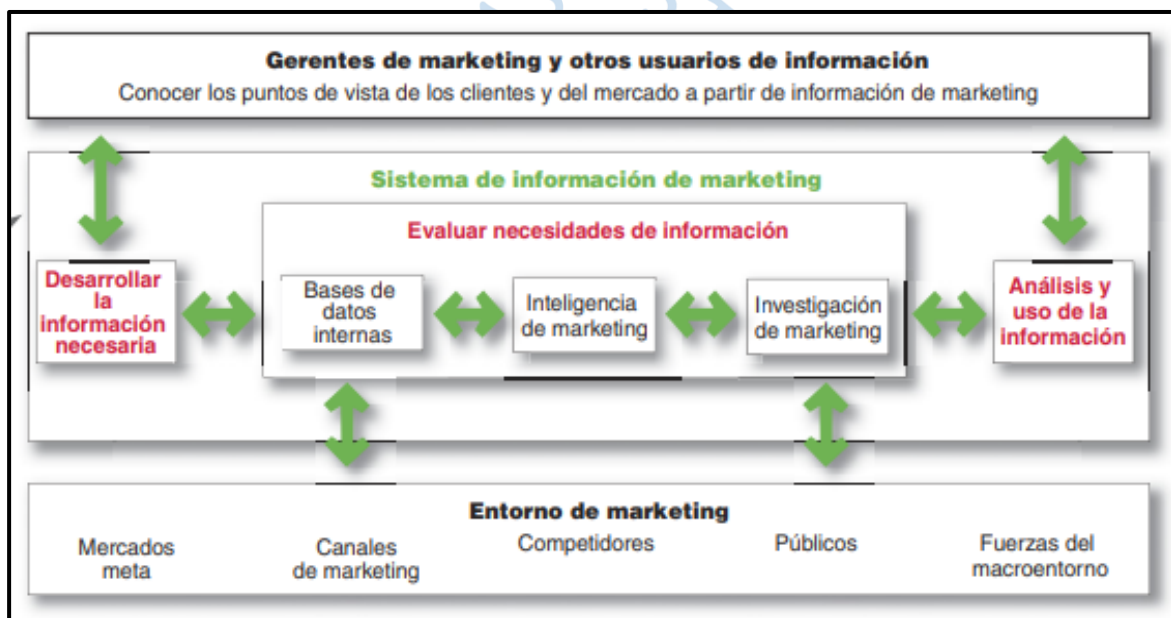 Gerentes de marketing y otros usuarios de información
Conocer los puntos de vista de los clientes y del mercado a partir de información de marketing
Sistema de información de marketing
Evaluar necesidades de información
Desarrollar
la
información
necesaria
Bases de
datos
internas
Inteligencia
de marketing
Investigación
de marketing
Análisis y
uso de la
información
Entorno de marketing
Mercados
meta
Canales
de marketing
Competidores
Públicos
Fuerzas del
macroentorno